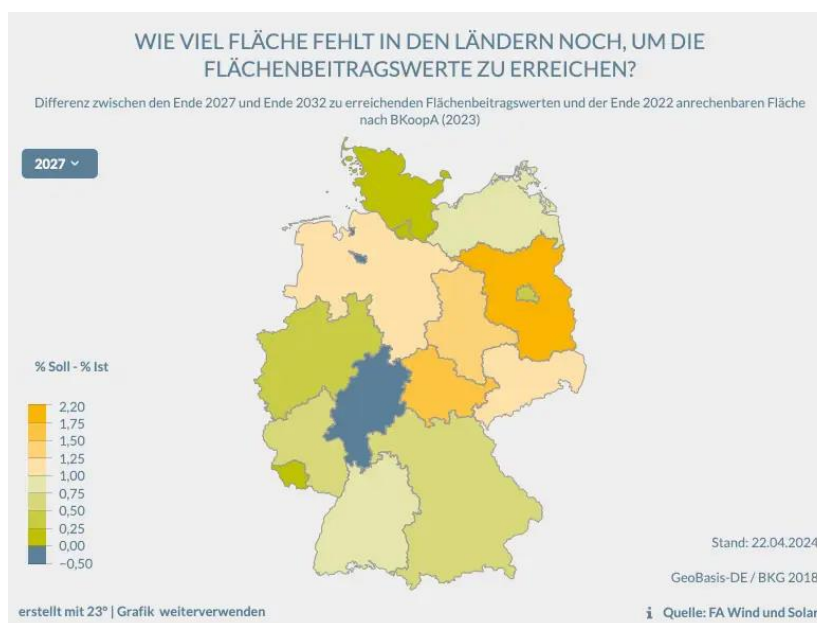 WIE VIEL FLÄCHE FEHLT IN DEN LÄNDERN NOCH, UM DIE
FLÄCHENBEITRAGSWERTE ZU ERREICHEN?
Differenz zwischen den Ende 2027 und Ende 2032 zu erreichenden Flächenbeitragswerten und der Ende 2022 anrechenbaren Fläche
nach BKoopA (2023)
2027
% Soll - % Ist
2,20
1,75
1,50
1,25
1,00
0,75
0,50
0,25
0,00
−0,50
Stand: 22.04.2024
GeoBasis-DE / BKG 2018
erstellt mit 23° | Grafik weiterverwenden
i Quelle: FA Wind und Solar